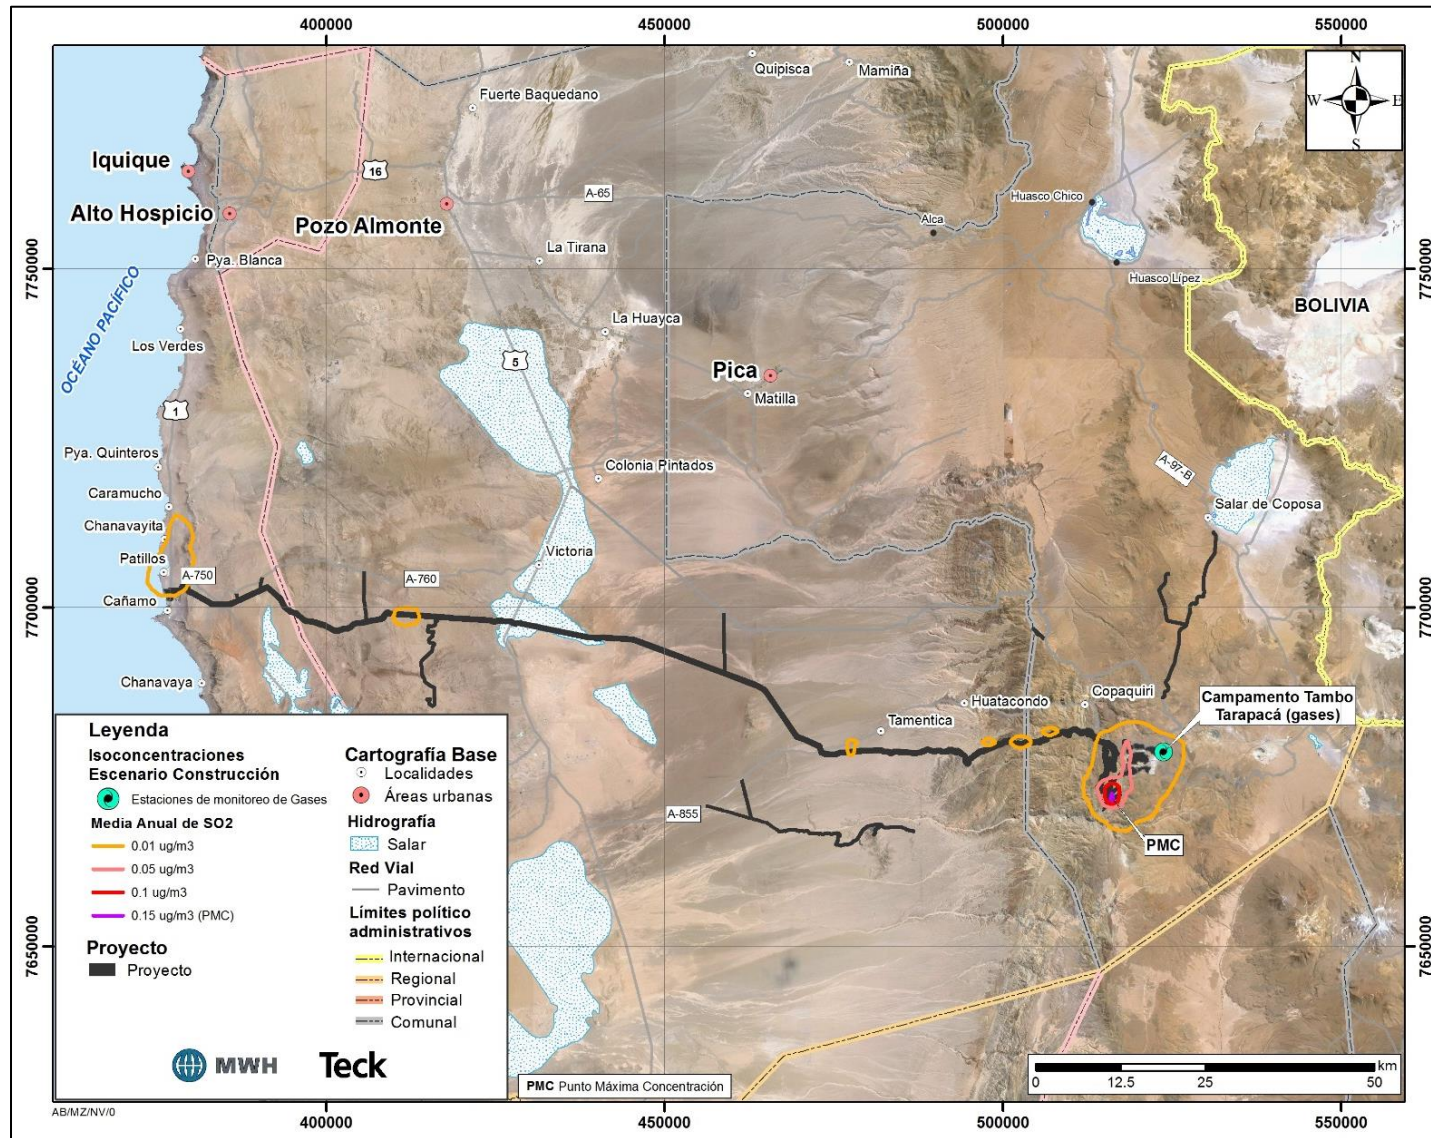 400000
450000
500000
550000
Quipisca
Mamiña
Fuerte Baquedano
N
W
E
S
Iquique
16
A-65
Huasco Chico
Alto Hospicio
Pozo Almonte
Alca
La Tirana
Pya. Blanca
7750000
7750000
Huasco Lípez
OCÉANO PACÍFICO
BOLIVIA
La Huayca
Los Verdes
5
Pica
Matilla
1
Pya. Quinteros
Colonia Pintados
A-97-B
Caramucho
Salar de Coposa
Chanavayita
Patillos
Victoria
A-750
A-760
Cañamo
7700000
7700000
Chanavaya
Huatacondo
Copaquiri
Campamento Tambo
Tarapacá (gases)
Tamentica
A-855
PMC
Leyenda
Isoconcentraciones
Escenario Construcción
Estaciones de monitoreo de Gases
Media Anual de SO2
0.01 ug/m3
0.05 ug/m3
0.1 ug/m3
0.15 ug/m3 (PMC)
Proyecto
Proyecto
Cartografía Base
Localidades
Áreas urbanas
Hidrografía
Salar
Red Vial
Pavimento
Límites político
administrativos
Internacional
Regional
Provincial
Comunal
7650000
7650000
MWH
Teck
PMC Punto Máxima Concentración
km
0
12.5
25
50
AB/MZ/NV/0
400000
450000
500000
550000